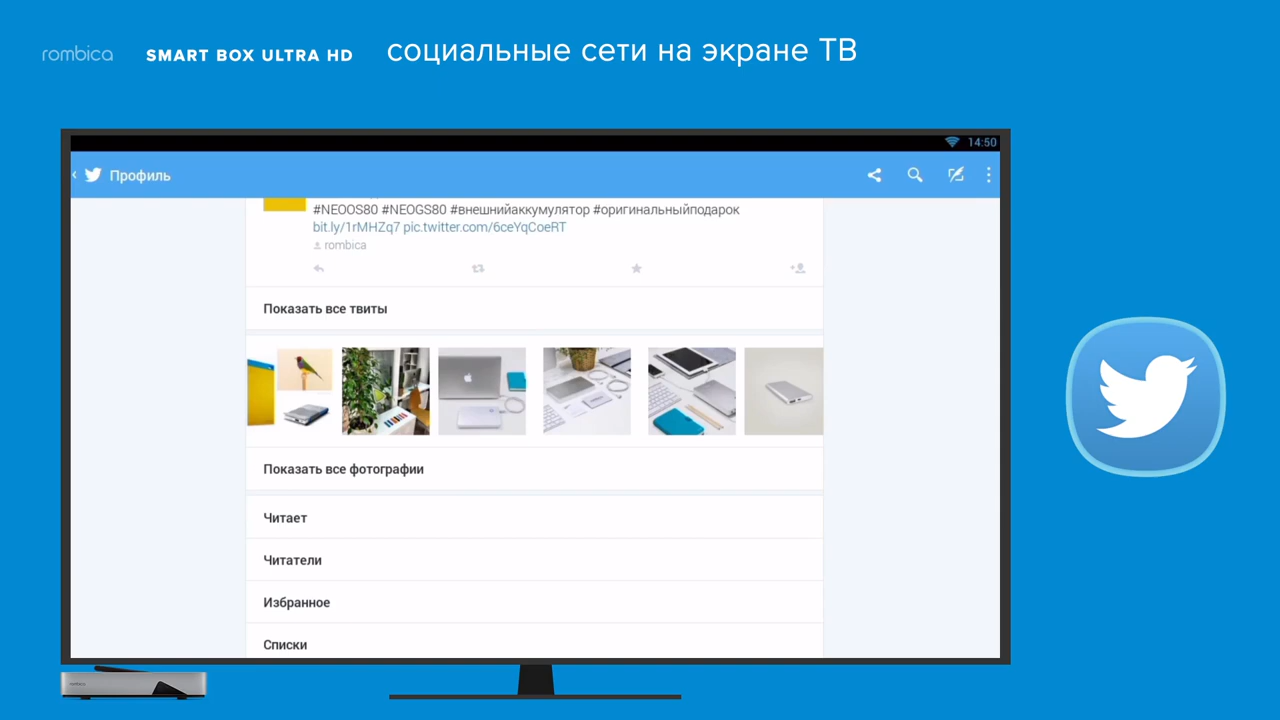 rombica SMART BOX ULTRA HD социальные сети на экране ТВ
14:50
Профиль
#NEOOS80 #NEOGS80 #внешнийаккумулятор #оригинальныйподарок
bit.ly/1rMHZq7 pic.twitter.com/6ceYqCoeRT
rombica
Показать все твиты
Показать все фотографии
Читает
Читатели
Избранное
Списки
rombica